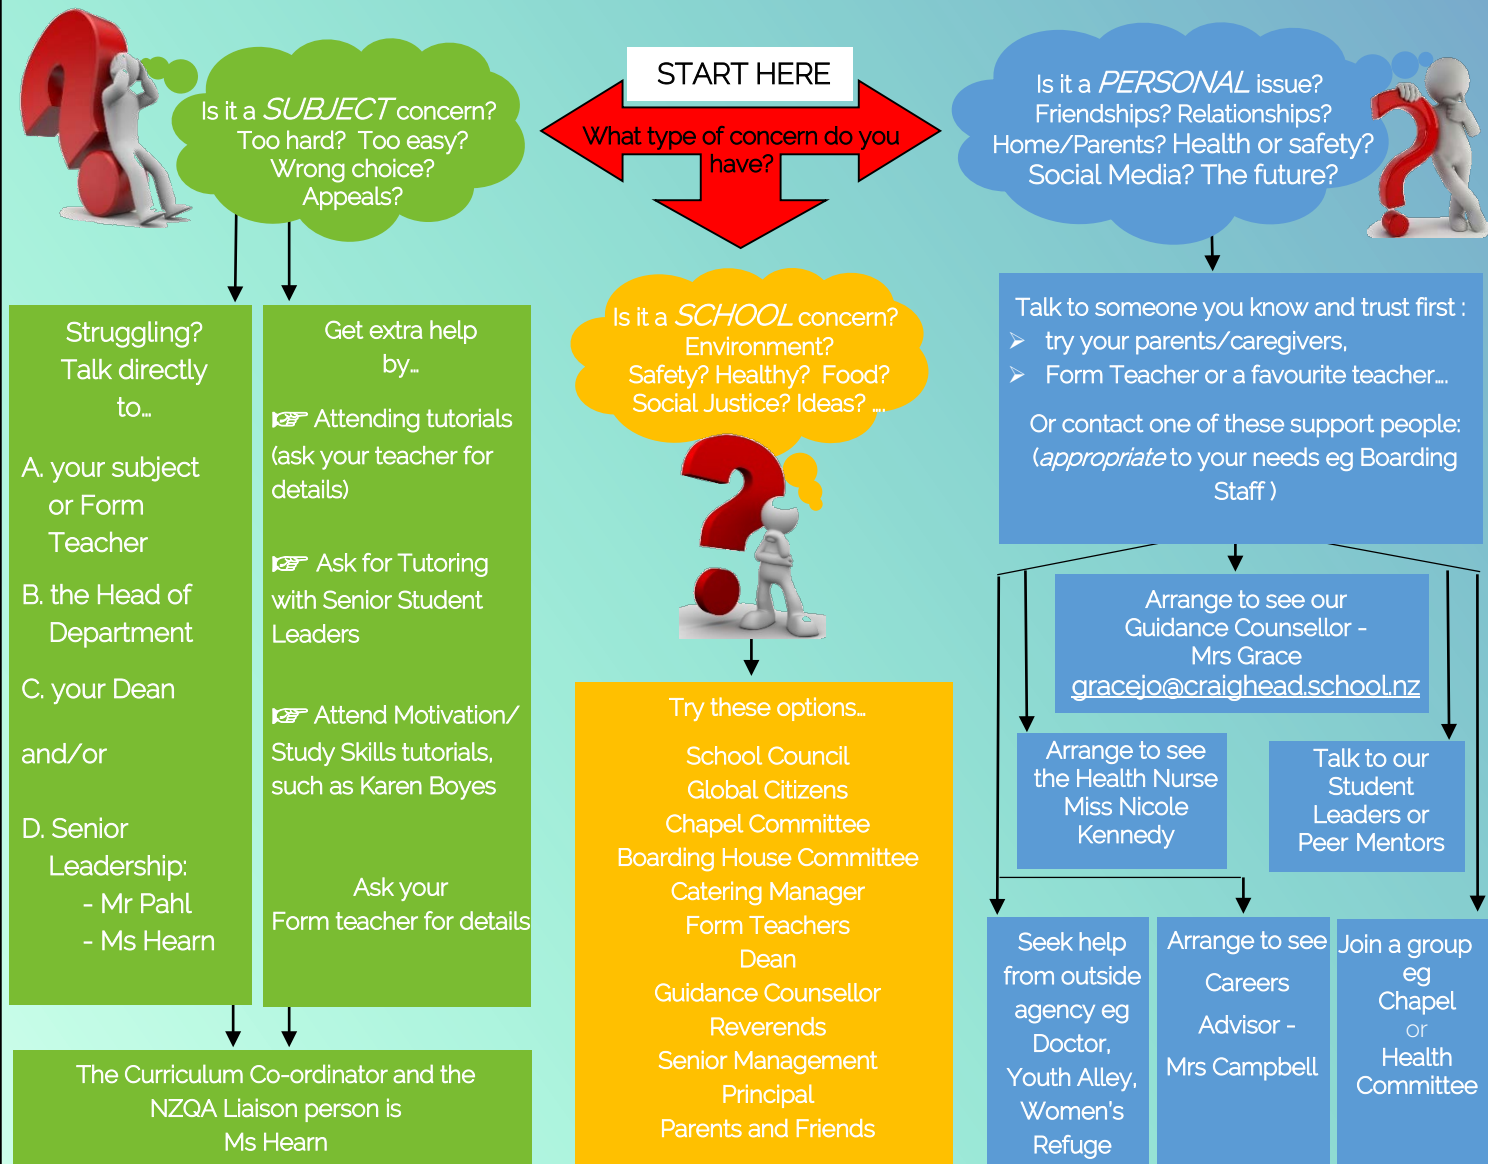 START HERE
What type of concern do you
have?
Is it a SUBJECT concern?
Too hard? Too easy?
Wrong choice?
Appeals?
Struggling?
Talk directly
to...
A. your subject
or Form
Teacher
B. the Head of
Department
C. your Dean
and/or
D. Senior
Leadership:
- Mr Pahl
- Ms Hearn
Get extra help
by...
☞ Attending tutorials
(ask your teacher for
details)
☞ Ask for Tutoring
with Senior Student
Leaders
☞ Attend Motivation/
Study Skills tutorials,
such as Karen Boyes
Ask your
Form teacher for details
The Curriculum Co-ordinator and the
NZQA Liaison person is
Ms Hearn
Is it a SCHOOL concern?
Environment?
Safety? Healthy? Food?
Social Justice? Ideas? ....
Try these options...
School Council
Global Citizens
Chapel Committee
Boarding House Committee
Catering Manager
Form Teachers
Dean
Guidance Counsellor
Reverends
Senior Management
Principal
Parents and Friends
Is it a PERSONAL issue?
Friendships? Relationships?
Home/Parents? Health or safety?
Social Media? The future?
Talk to someone you know and trust first :
➢ try your parents/caregivers,
➢ Form Teacher or a favourite teacher....
Or contact one of these support people:
(appropriate to your needs eg Boarding
Staff )
Arrange to see our
Guidance Counsellor -
Mrs Grace
gracejo@craighead.school.nz
Arrange to see
the Health Nurse
Miss Nicole
Kennedy
Talk to our
Student
Leaders or
Peer Mentors
Seek help
from outside
agency eg
Doctor,
Youth Alley,
Women's
Refuge
Arrange to see
Careers
Advisor -
Mrs Campbell
Join a group
eg
Chapel
or
Health
Committee